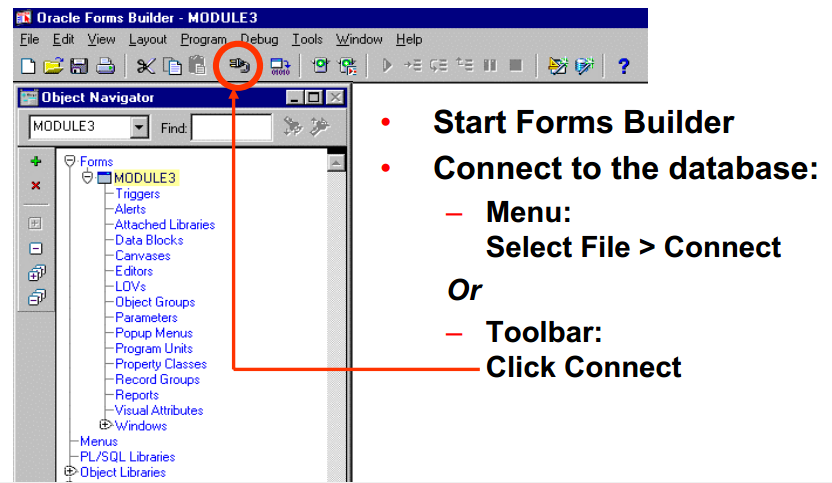 Oracle Forms Builder - MODULE3
File Edit View Layout Program Debug Tools Window Help
Object Navigator
MODULE3 Find:
Forms
MODULE3
Triggers
Alerts
Attached Libraries
Data Blocks
Canvases
Editors
LOVs
Object Groups
Parameters
Popup Menus
Program Units
Property Classes
Record Groups
Reports
Visual Attributes
Windows
Menus
PL/SQL Libraries
Object Libraries
• Start Forms Builder
• Connect to the database:
– Menu:
Select File > Connect
Or
– Toolbar:
Click Connect